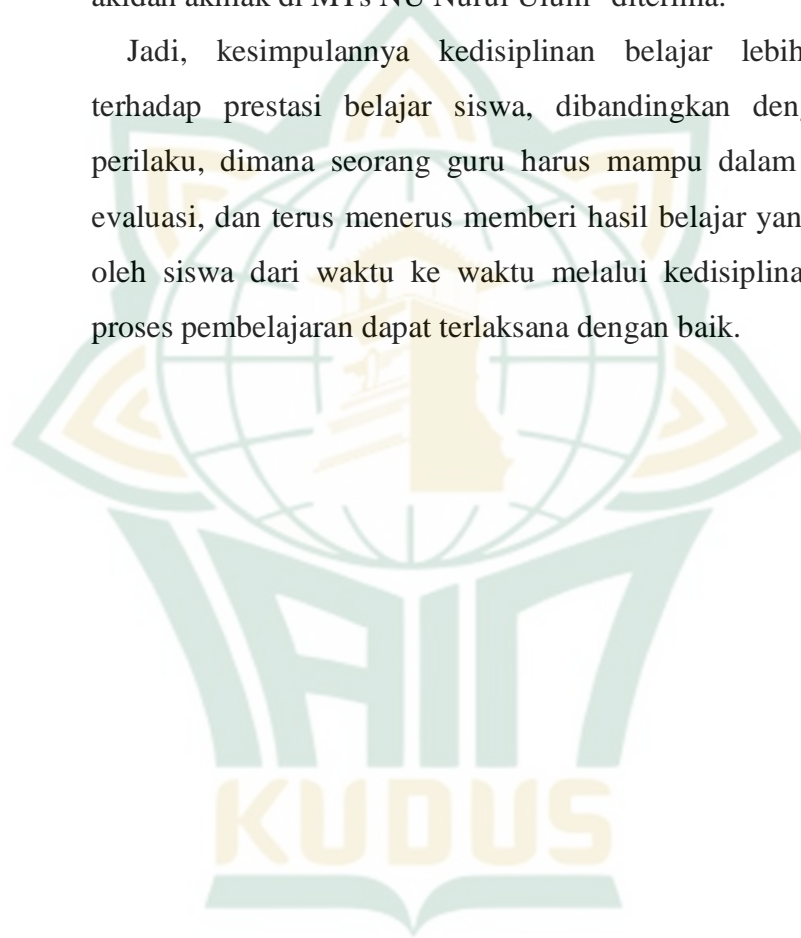 akidah akhlak di MTs NU Nurul Ulum" diterima.
Jadi, kesimpulannya kedisiplinan belajar lebih
terhadap prestasi belajar siswa, dibandingkan
perilaku, dimana seorang guru harus mampu dalam
evaluasi, dan terus menerus memberi hasil belajar
oleh siswa dari waktu ke waktu melalui
proses pembelajaran dapat terlaksana dengan baik.
IAIN
KUDUS